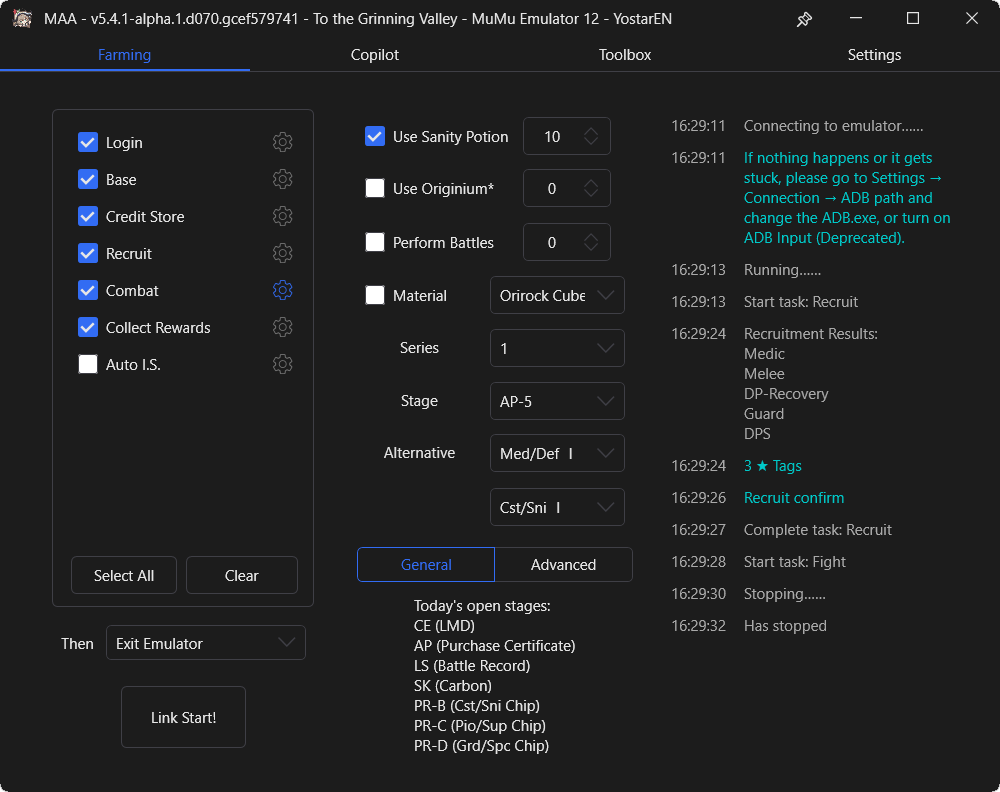 MAA - v5.4.1-alpha.1.d070.gcef579741 - To the Grinning Valley - MuMu Emulator 12 - YostarEN
Farming
Copilot
Toolbox
Settings
Login
Base
Credit Store
Recruit
Combat
Collect Rewards
Auto I.S.
Select All
Clear
Then
Exit Emulator
Link Start!
Use Sanity Potion
10
Use Originium*
0
Perform Battles
0
Material
Orirock Cube
Series
1
Stage
AP-5
Alternative
Med/Def I
Cst/Sni I
General
Advanced
Today's open stages:
CE (LMD)
AP (Purchase Certificate)
LS (Battle Record)
SK (Carbon)
PR-B (Cst/Sni Chip)
PR-C (Pio/Sup Chip)
PR-D (Grd/Spc Chip)
16:29:11 Connecting to emulator......
16:29:11 If nothing happens or it gets
stuck, please go to Settings →
Connection → ADB path and
change the ADB.exe, or turn on
ADB Input (Deprecated).
16:29:13 Running......
16:29:13 Start task: Recruit
16:29:24 Recruitment Results:
Medic
Melee
DP-Recovery
Guard
DPS
16:29:24 3 ★ Tags
16:29:26 Recruit confirm
16:29:27 Complete task: Recruit
16:29:28 Start task: Fight
16:29:30 Stopping......
16:29:32 Has stopped